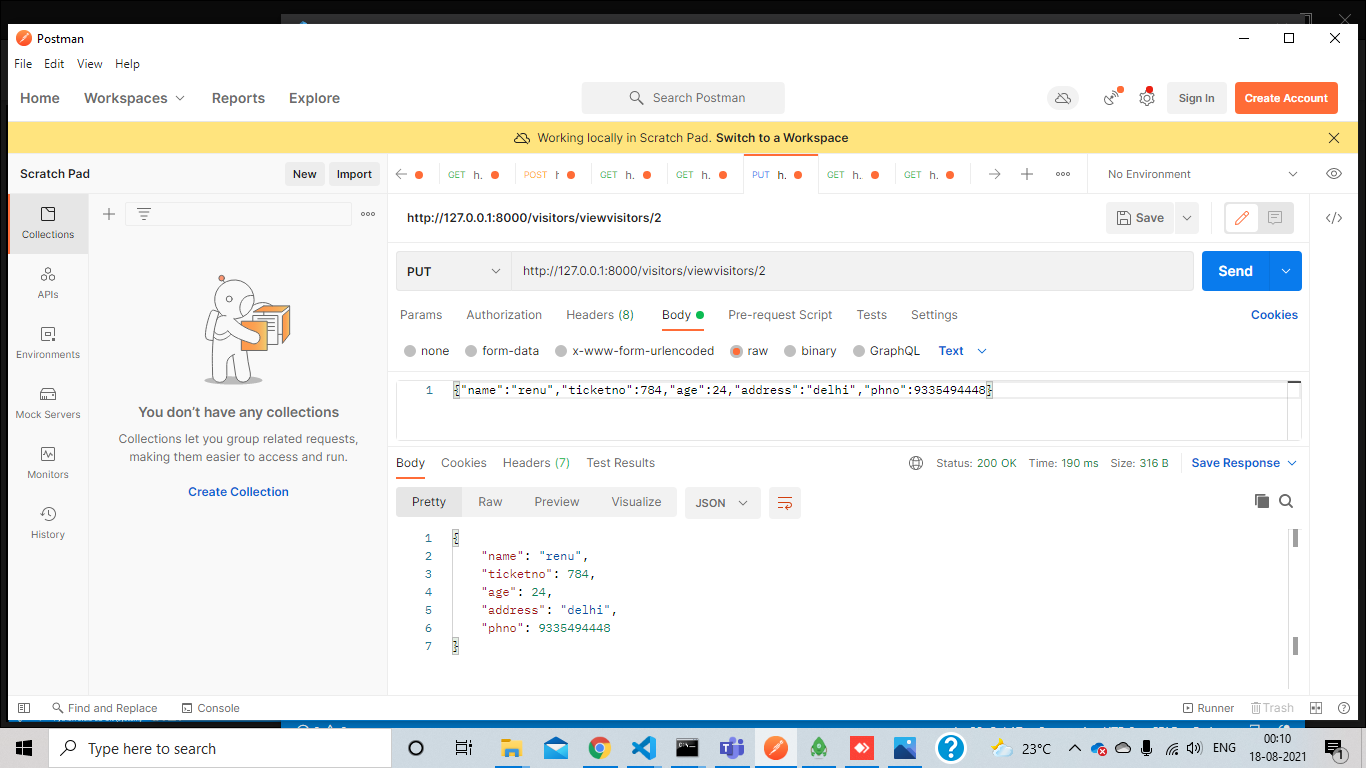 Postman
File Edit View Help
Home Workspaces Reports Explore Search Postman Sign In Create Account
Working locally in Scratch Pad. Switch to a Workspace
Scratch Pad New Import GET h. POST h GET h. GET h. PUT h. GET h. GET h. No Environment
http://127.0.0.1:8000/visitors/viewvisitors/2 Save
Collections
PUT http://127.0.0.1:8000/visitors/viewvisitors/2 Send
APIs
Params Authorization Headers (8) Body Pre-request Script Tests Settings Cookies
Environments
none form-data x-www-form-urlencoded raw binary GraphQL Text
1 {"name":"renu","ticketno":784,"age":24,"address":"delhi","phno":9335494448}
Mock Servers
You don't have any collections
Collections let you group related requests,
making them easier to access and run.
Create Collection
Monitors
History
Body Cookies Headers (7) Test Results Status: 200 OK Time: 190 ms Size: 316 B Save Response
Pretty Raw Preview Visualize JSON
1 {
2 "name": "renu",
3 "ticketno": 784,
4 "age": 24,
5 "address": "delhi",
6 "phno": 9335494448
7 }
Find and Replace Console Runner Trash
Type here to search 23°C ENG 00:10
18-08-2021 1